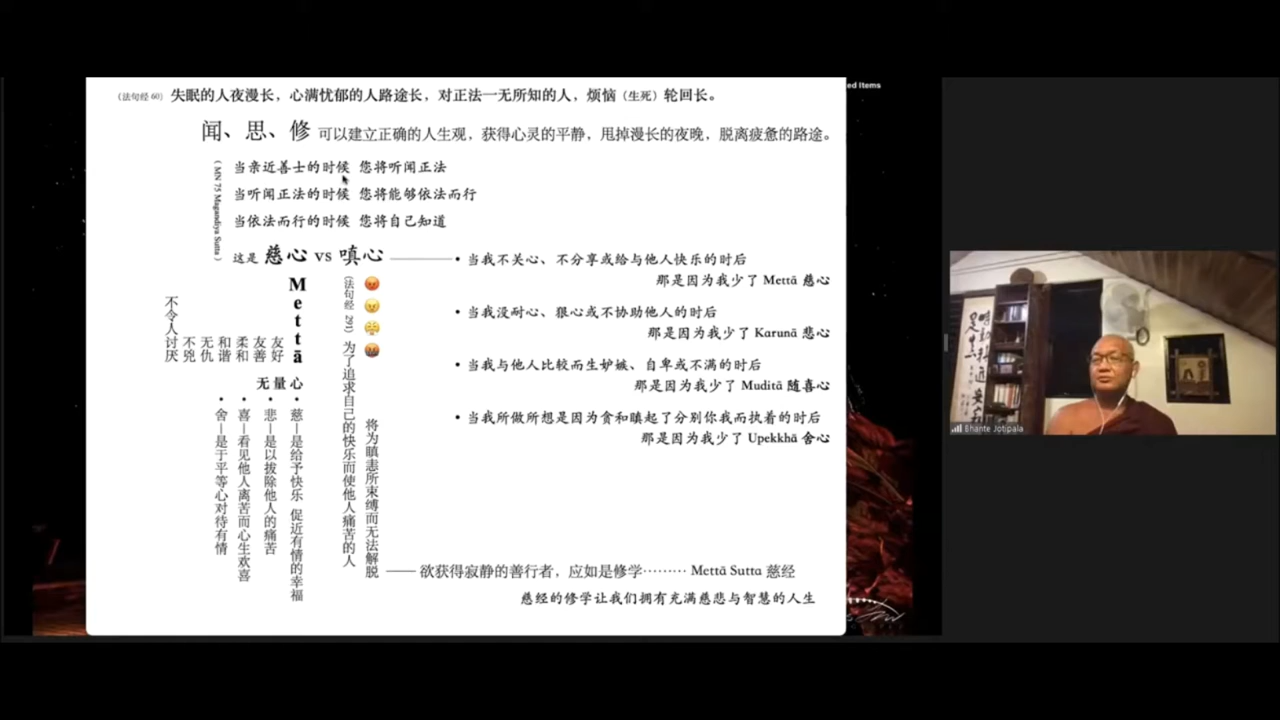 （法句经 60）失眠的人夜漫长，心满忧郁的人路途长，对正法一无所知的人，烦恼（生死）轮回长。
闻、思、修 可以建立正确的人生观，获得心灵的平静，甩掉漫长的夜晚，脱离疲惫的路途。
（MN 75 Magandiya Sutta）
当亲近善士的时候 您将听闻正法
当听闻正法的时候 您将能够依法而行
当依法而行的时候 您将自己知道
这是 慈心 vs 嗔心
• 当我不关心、不分享或给与他人快乐的时后
那是因为我少了 Mettā 慈心
• 当我没耐心、狠心或不协助他人的时后
那是因为我少了 Karunā 悲心
• 当我与他人比较而生妒嫉、自卑或不满的时后
那是因为我少了 Muditā 随喜心
• 当我所做所想是因为贪和瞋起了分别你我而执着的时后
那是因为我少了 Upekkhā 舍心
Mettā
友好
友善
柔和
和谐
无仇
不兇
不令人讨厌
无量心
• 慈－是给予快乐 促近有情的幸福
• 悲－是以拔除他人的痛苦
• 喜－看见他人离苦而心生欢喜
• 舍－是于平等心对待有情
（法句经 291）为了追求自己的快乐而使他人痛苦的人
将为瞋恚所束缚而无法解脱
—— 欲获得寂静的善行者，应如是修学········ Mettā Sutta 慈经
慈经的修学让我们拥有充满慈悲与智慧的人生
ed Items
Bhante Jotipala